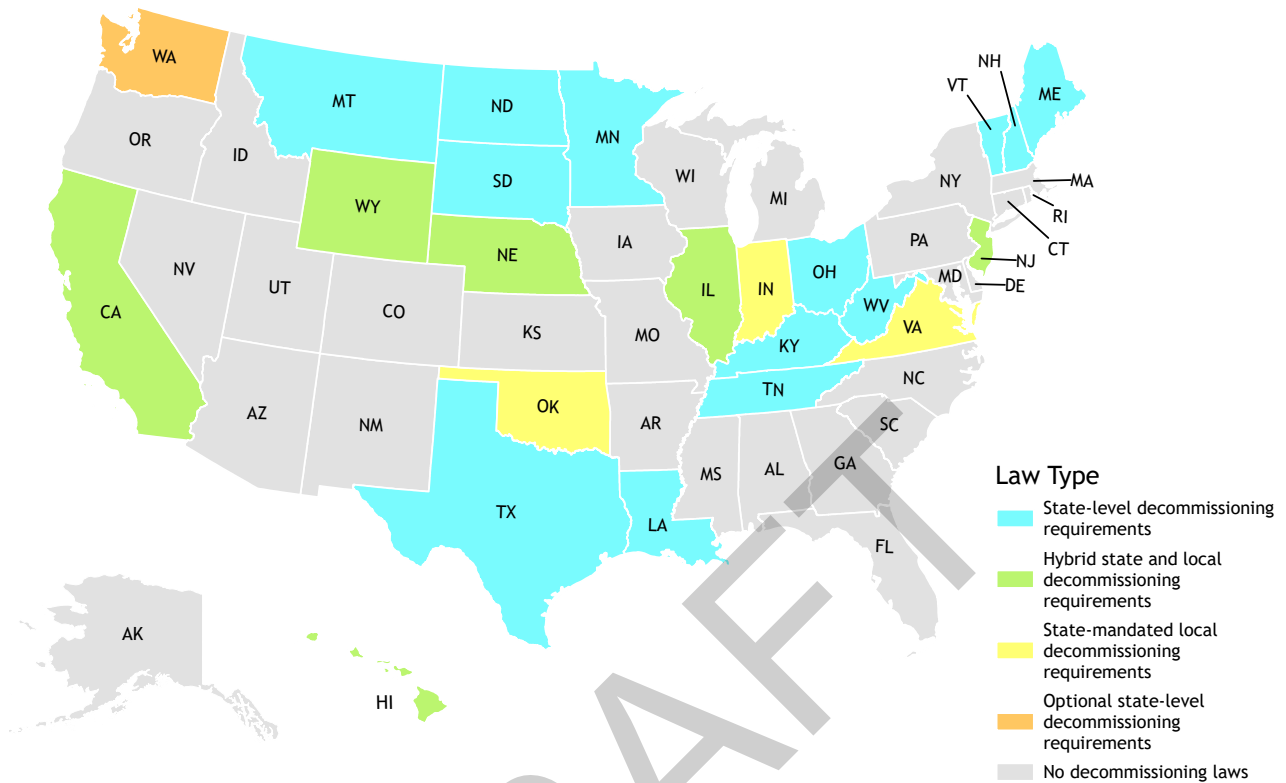 WA
MT
ND
MN
VT
NH
ME
OR
ID
SD
WI
MI
NY
MA
RI
CT
WY
NE
IA
PA
NJ
NV
UT
CO
KS
MO
IL
IN
OH
WV
MD
DE
CA
KY
VA
AZ
NM
OK
AR
TN
NC
SC
MS
AL
GA
TX
LA
FL
AK
HI
Law Type
State-level decommissioning
requirements
Hybrid state and local
decommissioning
requirements
State-mandated local
decommissioning
requirements
Optional state-level
decommissioning
requirements
No decommissioning laws